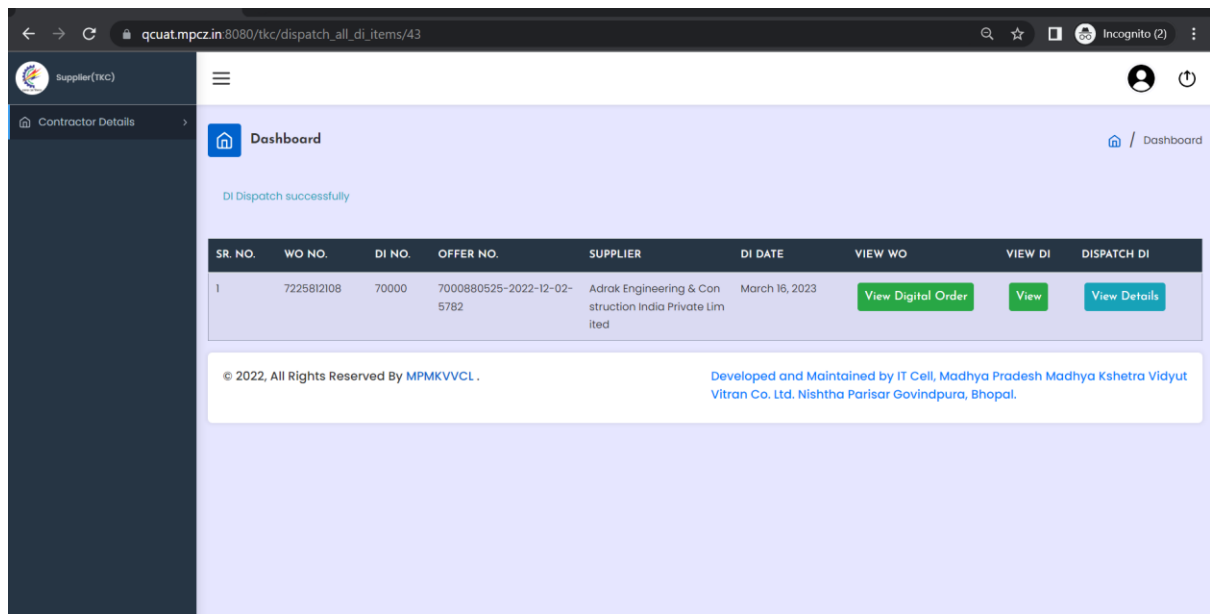 qcuat.mpcz.in:8080/tkc/dispatch_all_di_items/43
Incognito (2)
Supplier(TKC)
Contractor Details
Dashboard
/ Dashboard
DI Dispatch successfully
SR. NO. WO NO. DI NO. OFFER NO. SUPPLIER DI DATE VIEW WO VIEW DI DISPATCH DI
1 7225812108 70000 7000880525-2022-12-02- Adrak Engineering & Con March 16, 2023 View Digital Order View View Details
5782 struction India Private Lim
ited
© 2022, All Rights Reserved By MPMKVVCL . Developed and Maintained by IT Cell, Madhya Pradesh Madhya Kshetra Vidyut
Vitran Co. Ltd. Nishtha Parisar Govindpura, Bhopal.